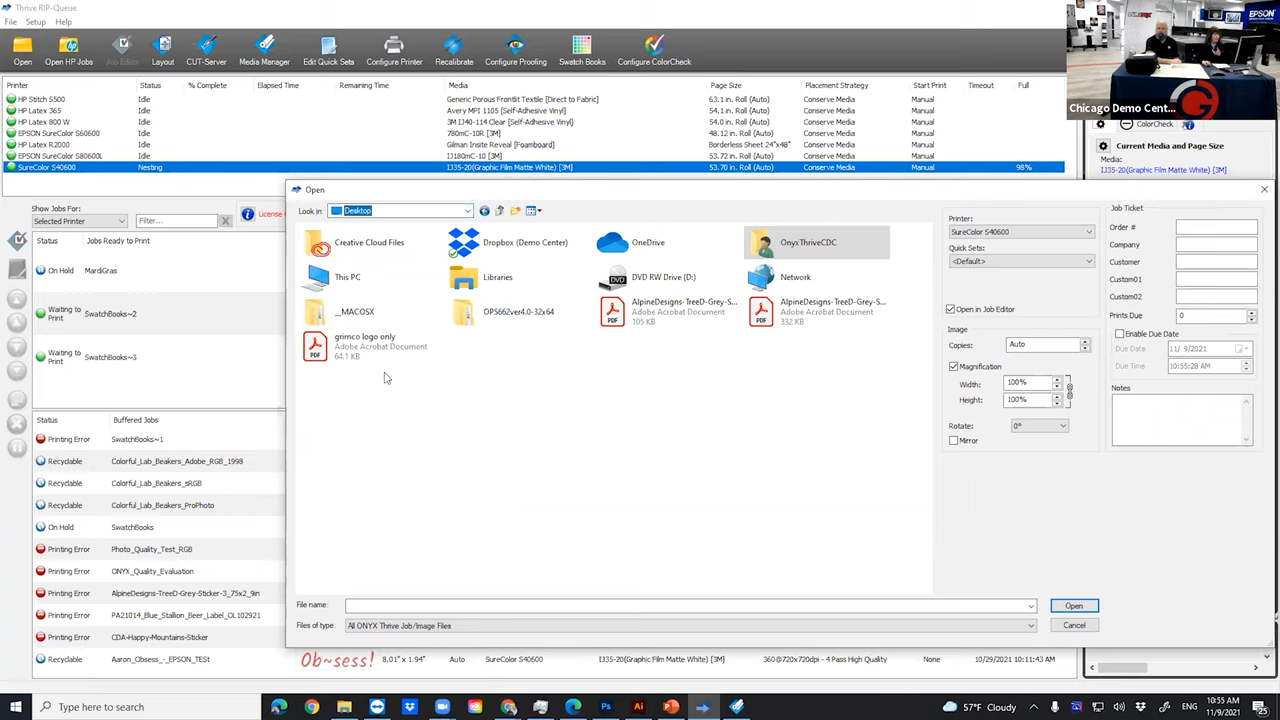 Thrive RIP-Queue
File Setup Help
Open
Open HP Jobs
Job Editor
Layout
CUT-Server
Media Manager
Edit Quick Sets
Configure Printer
Recalibrate
Configure Proofing
Swatch Books
Configure ColorCheck
EPSON
Chicago Demo Cent...
Printer Status % Complete Elapsed Time Remaining Time Media Page Size Placement Strategy Start Print Timeout Full
HP Stitch S500 Idle Generic Porous Frontlit Textile [Direct to Fabric] 63.1 in. Roll (Auto) Conserve Media Manual
HP Latex 365 Idle Avery MPI 1105 [Self-Adhesive Vinyl] 54.0 in. Roll (Auto) Conserve Media Manual
HP Latex 800 W Idle 3M IJ40-114 Clear [Self-Adhesive Vinyl] 54.0 in. Roll (Auto) Conserve Media Manual
EPSON SureColor S60600 Idle 780mC-10R [3M] 48.12 in. Roll (Auto) Conserve Media Manual
HP Latex R2000 Idle Gilman Insite Reveal [Foamboard] Borderless Sheet 24"x48" Conserve Media Manual
EPSON SureColor S80600L Idle IJ180mC-10 [3M] 53.72 in. Roll (Auto) Conserve Media Manual
SureColor S40600 Nesting IJ35-20(Graphic Film Matte White) [3M] 53.70 in. Roll (Auto) Conserve Media Manual 98%
ColorCheck
Current Media and Page Size
Media:
IJ35-20(Graphic Film Matte White) [3M]
Show Jobs For:
Selected Printer
Filter...
License
Status Jobs Ready to Print
On Hold MardiGras
Waiting to Print SwatchBooks~2
Waiting to Print SwatchBooks~3
Status Buffered Jobs
Printing Error SwatchBooks~1
Recyclable Colorful_Lab_Beakers_Adobe_RGB_1998
Recyclable Colorful_Lab_Beakers_sRGB
Recyclable Colorful_Lab_Beakers_ProPhoto
On Hold SwatchBooks
Printing Error Photo_Quality_Test_RGB
Printing Error ONYX_Quality_Evaluation
Printing Error AlpineDesigns-TreeD-Grey-Sticker-3_75x2_9in
Printing Error PA21014_Blue_Stallion_Beer_Label_OL102921
Printing Error CDA-Happy-Mountains-Sticker
Recyclable Aaron_Obsess_-_EPSON_TESt Ob~sess! 8.01" x 1.94" Auto SureColor S40600 IJ35-20(Graphic Film Matte White) [3M] 360@720x720dpi - 4 Pass High Quality None 10/29/2021 10:11:43
Open
Look in: Desktop
Creative Cloud Files
Dropbox (Demo Center)
OneDrive
OnyxThriveCDC
This PC
Libraries
DVD RW Drive (D:)
Network
__MACOSX
OPS662ver4.0-32x64
AlpineDesigns-TreeD-Grey-S...
Adobe Acrobat Document
105 KB
AlpineDesigns-TreeD-Grey-S...
Adobe Acrobat Document
332 KB
grimco logo only
Adobe Acrobat Document
64.1 KB
File name:
Open
Files of type: All ONYX Thrive Job/Image Files
Cancel
Printer:
SureColor S40600
Quick Sets:
<Default>
Open in Job Editor
Image
Copies: Auto
Magnification
Width: 100%
Height: 100%
Rotate: 0°
Mirror
Job Ticket
Order #
Company
Customer
Custom01
Custom02
Prints Due 0
Enable Due Date
Due Date 11/ 9/2021
Due Time 10:55:28 AM
Notes
Type here to search
57°F Cloudy
ENG
10:55 AM
11/9/2021
25